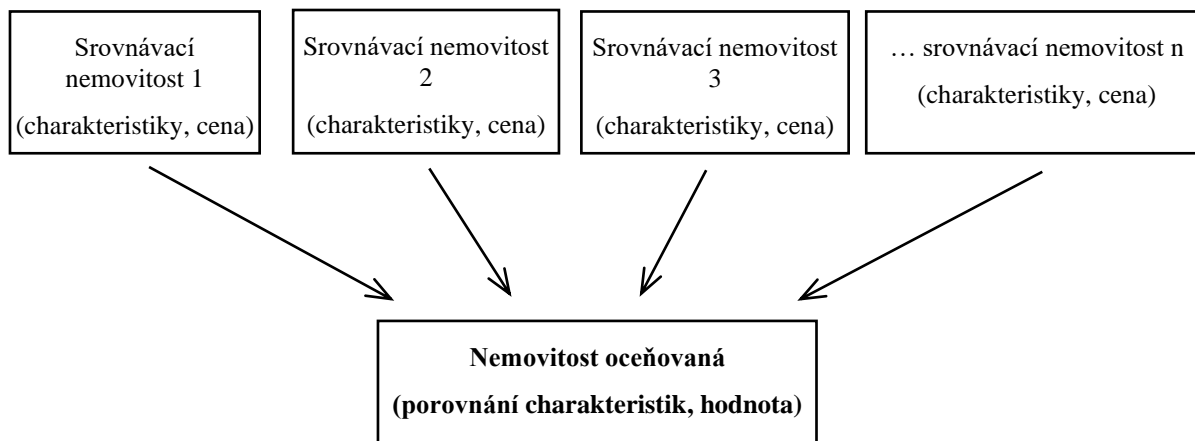 Srovnávací
nemovitost 1
(charakteristiky, cena)
Srovnávací nemovitost
2
(charakteristiky, cena)
Srovnávací nemovitost
3
(charakteristiky, cena)
… srovnávací nemovitost n
(charakteristiky, cena)
Nemovitost oceňovaná
(porovnání charakteristik, hodnota)